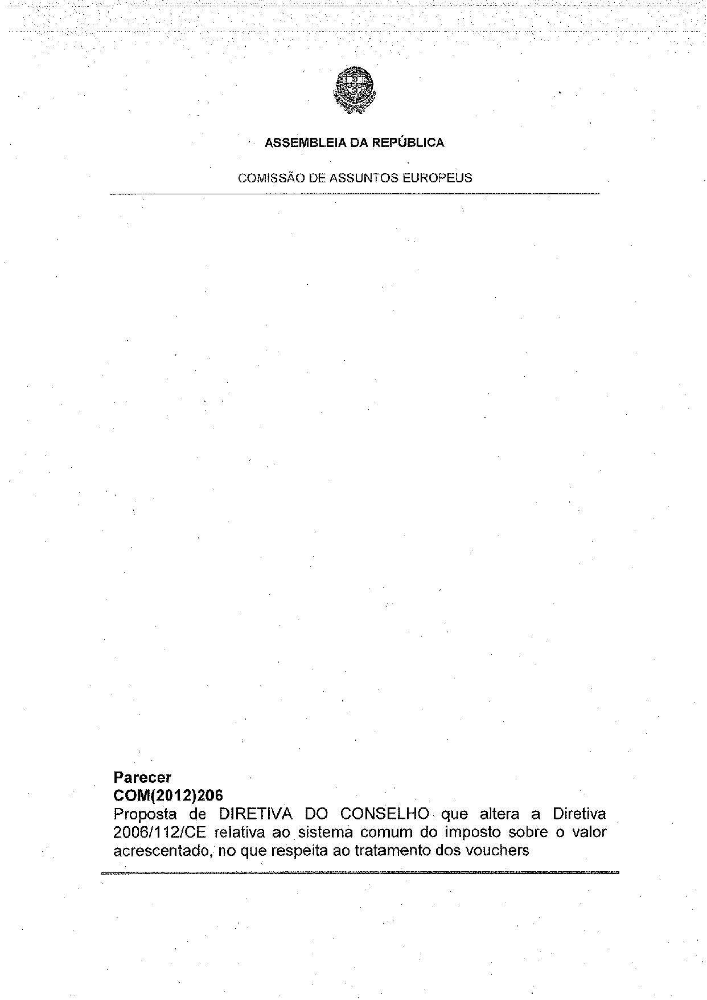 ASSEMBLEIA DA REPÚBLICA
COMISSÃO DE ASSUNTOS EUROPEUS
Parecer
COM(2012)206
Proposta de DIRETIVA DO CONSELHO que altera a Diretiva
2006/112/CE relativa ao sistema comum do imposto sobre o valor
acrescentado, no que respeita ao tratamento dos vouchers